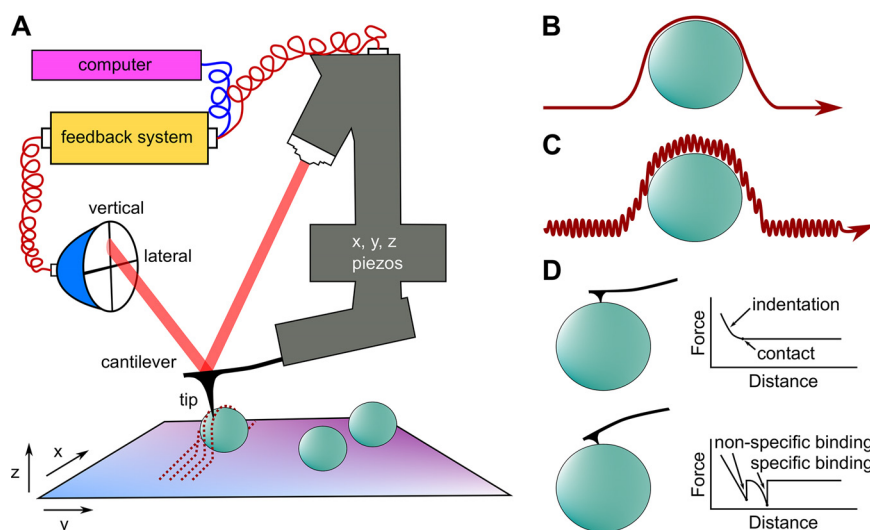 A
computer
feedback system
vertical
lateral
x, y, z
piezos
cantilever
tip
x
z
y
B
C
D
Force
indentation
contact
Distance
Force
non-specific binding
specific binding
Distance